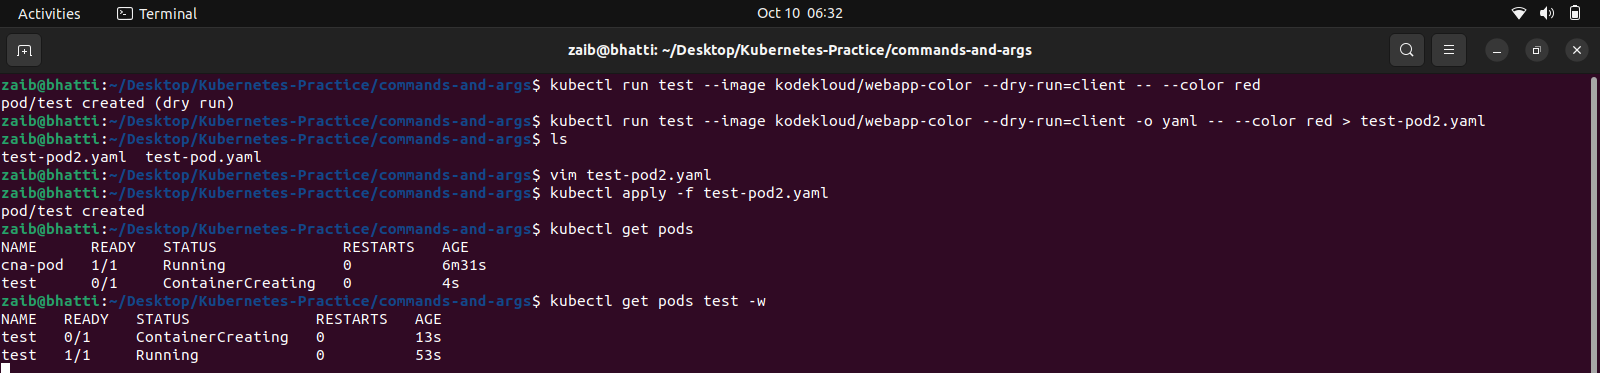 Activities Terminal Oct 10 06:32
zaib@bhatti: ~/Desktop/Kubernetes-Practice/commands-and-args
zaib@bhatti:~/Desktop/Kubernetes-Practice/commands-and-args$ kubectl run test --image kodekloud/webapp-color --dry-run=client -- --color red
pod/test created (dry run)
zaib@bhatti:~/Desktop/Kubernetes-Practice/commands-and-args$ kubectl run test --image kodekloud/webapp-color --dry-run=client -o yaml -- --color red > test-pod2.yaml
zaib@bhatti:~/Desktop/Kubernetes-Practice/commands-and-args$ ls
test-pod2.yaml  test-pod.yaml
zaib@bhatti:~/Desktop/Kubernetes-Practice/commands-and-args$ vim test-pod2.yaml
zaib@bhatti:~/Desktop/Kubernetes-Practice/commands-and-args$ kubectl apply -f test-pod2.yaml
pod/test created
zaib@bhatti:~/Desktop/Kubernetes-Practice/commands-and-args$ kubectl get pods
NAME      READY   STATUS              RESTARTS   AGE
cna-pod   1/1     Running             0          6m31s
test      0/1     ContainerCreating   0          4s
zaib@bhatti:~/Desktop/Kubernetes-Practice/commands-and-args$ kubectl get pods test -w
NAME   READY   STATUS              RESTARTS   AGE
test   0/1     ContainerCreating   0          13s
test   1/1     Running             0          53s